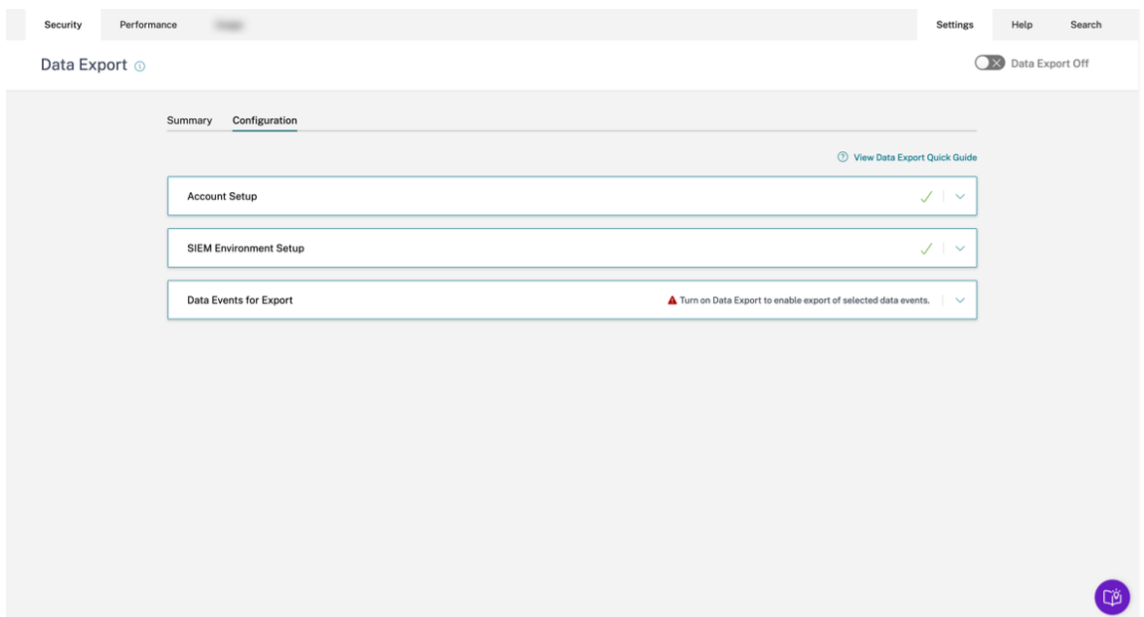 Security Performance Settings Help Search
Data Export Data Export Off
Summary Configuration
View Data Export Quick Guide
Account Setup
SIEM Environment Setup
Data Events for Export Turn on Data Export to enable export of selected data events.